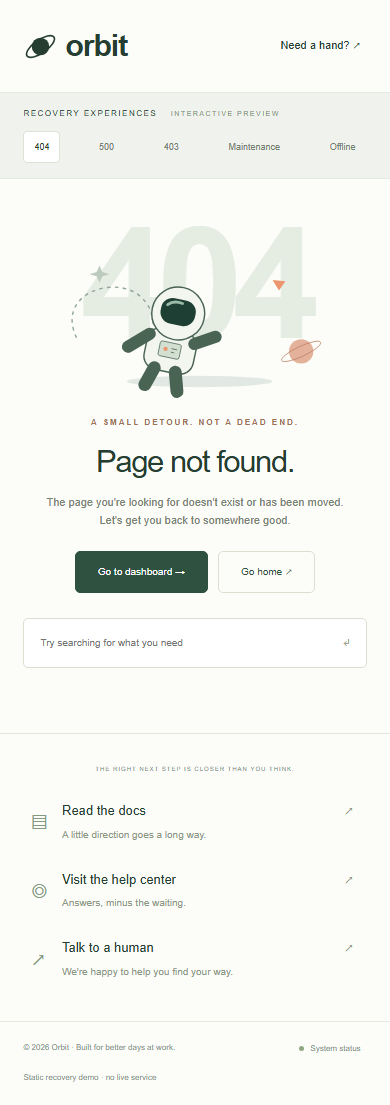 orbit
Need a hand? ↗
RECOVERY EXPERIENCES INTERACTIVE PREVIEW
404 500 403 Maintenance Offline
404
A $MALL DETOUR. NOT A DEAD END.
Page not found.
The page you're looking for doesn't exist or has been moved.
Let's get you back to somewhere good.
Go to dashboard → Go home ↗
Try searching for what you need ↲
THE RIGHT NEXT STEP IS CLOSER THAN YOU THINK.
Read the docs ↗
A little direction goes a long way.
Visit the help center ↗
Answers, minus the waiting.
Talk to a human ↗
We're happy to help you find your way.
© 2026 Orbit · Built for better days at work. System status
Static recovery demo · no live service